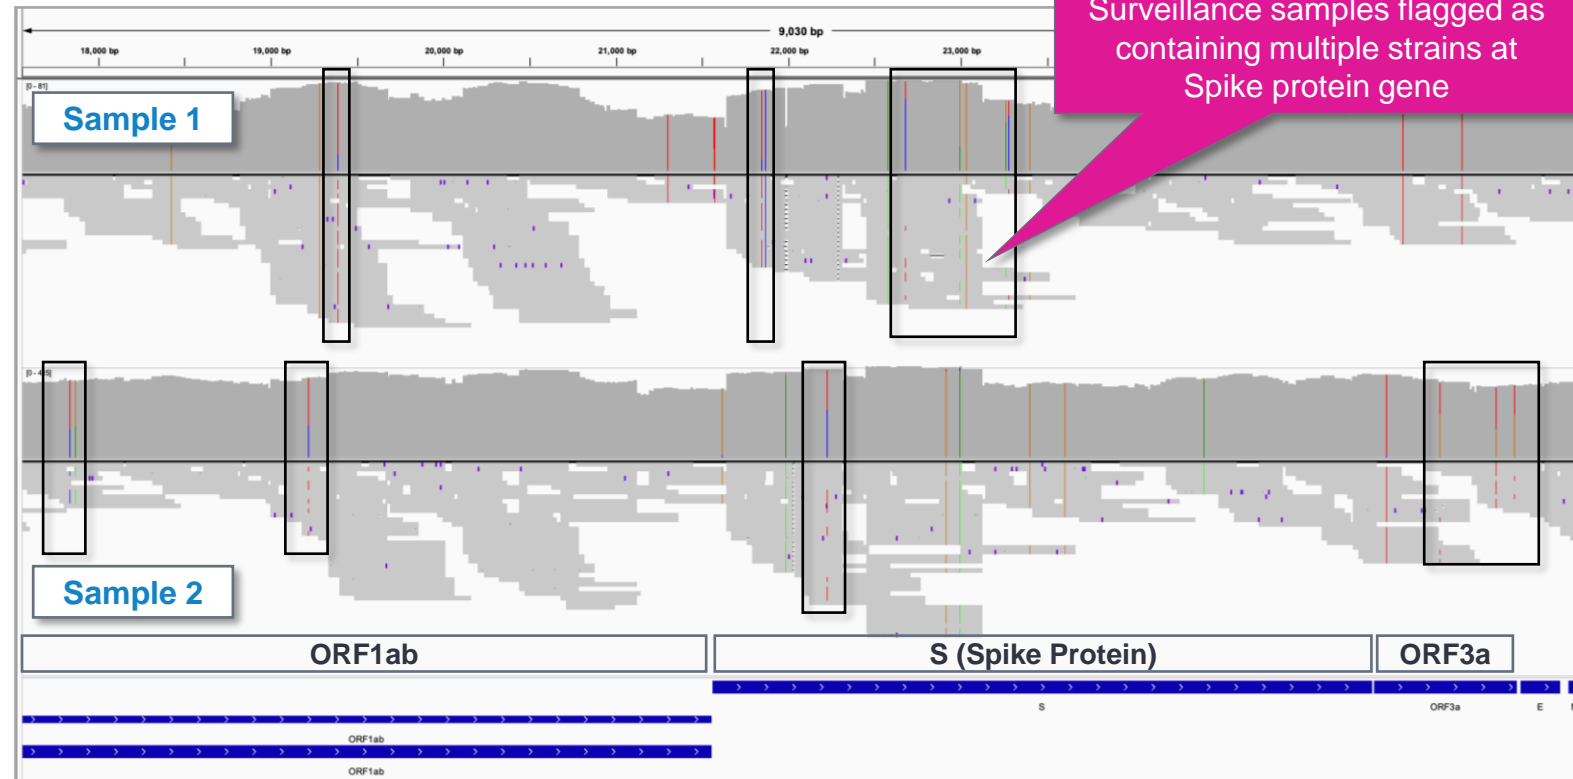 Surveillance samples flagged as
containing multiple strains at
Spike protein gene
9,030 bp
18,000 bp
19,000 bp
20,000 bp
21,000 bp
22,000 bp
23,000 bp
[0 - 81]
Sample 1
Sample 2
ORF1ab
S (Spike Protein)
ORF3a
S
ORF3a
E
ORF1ab
ORF1ab